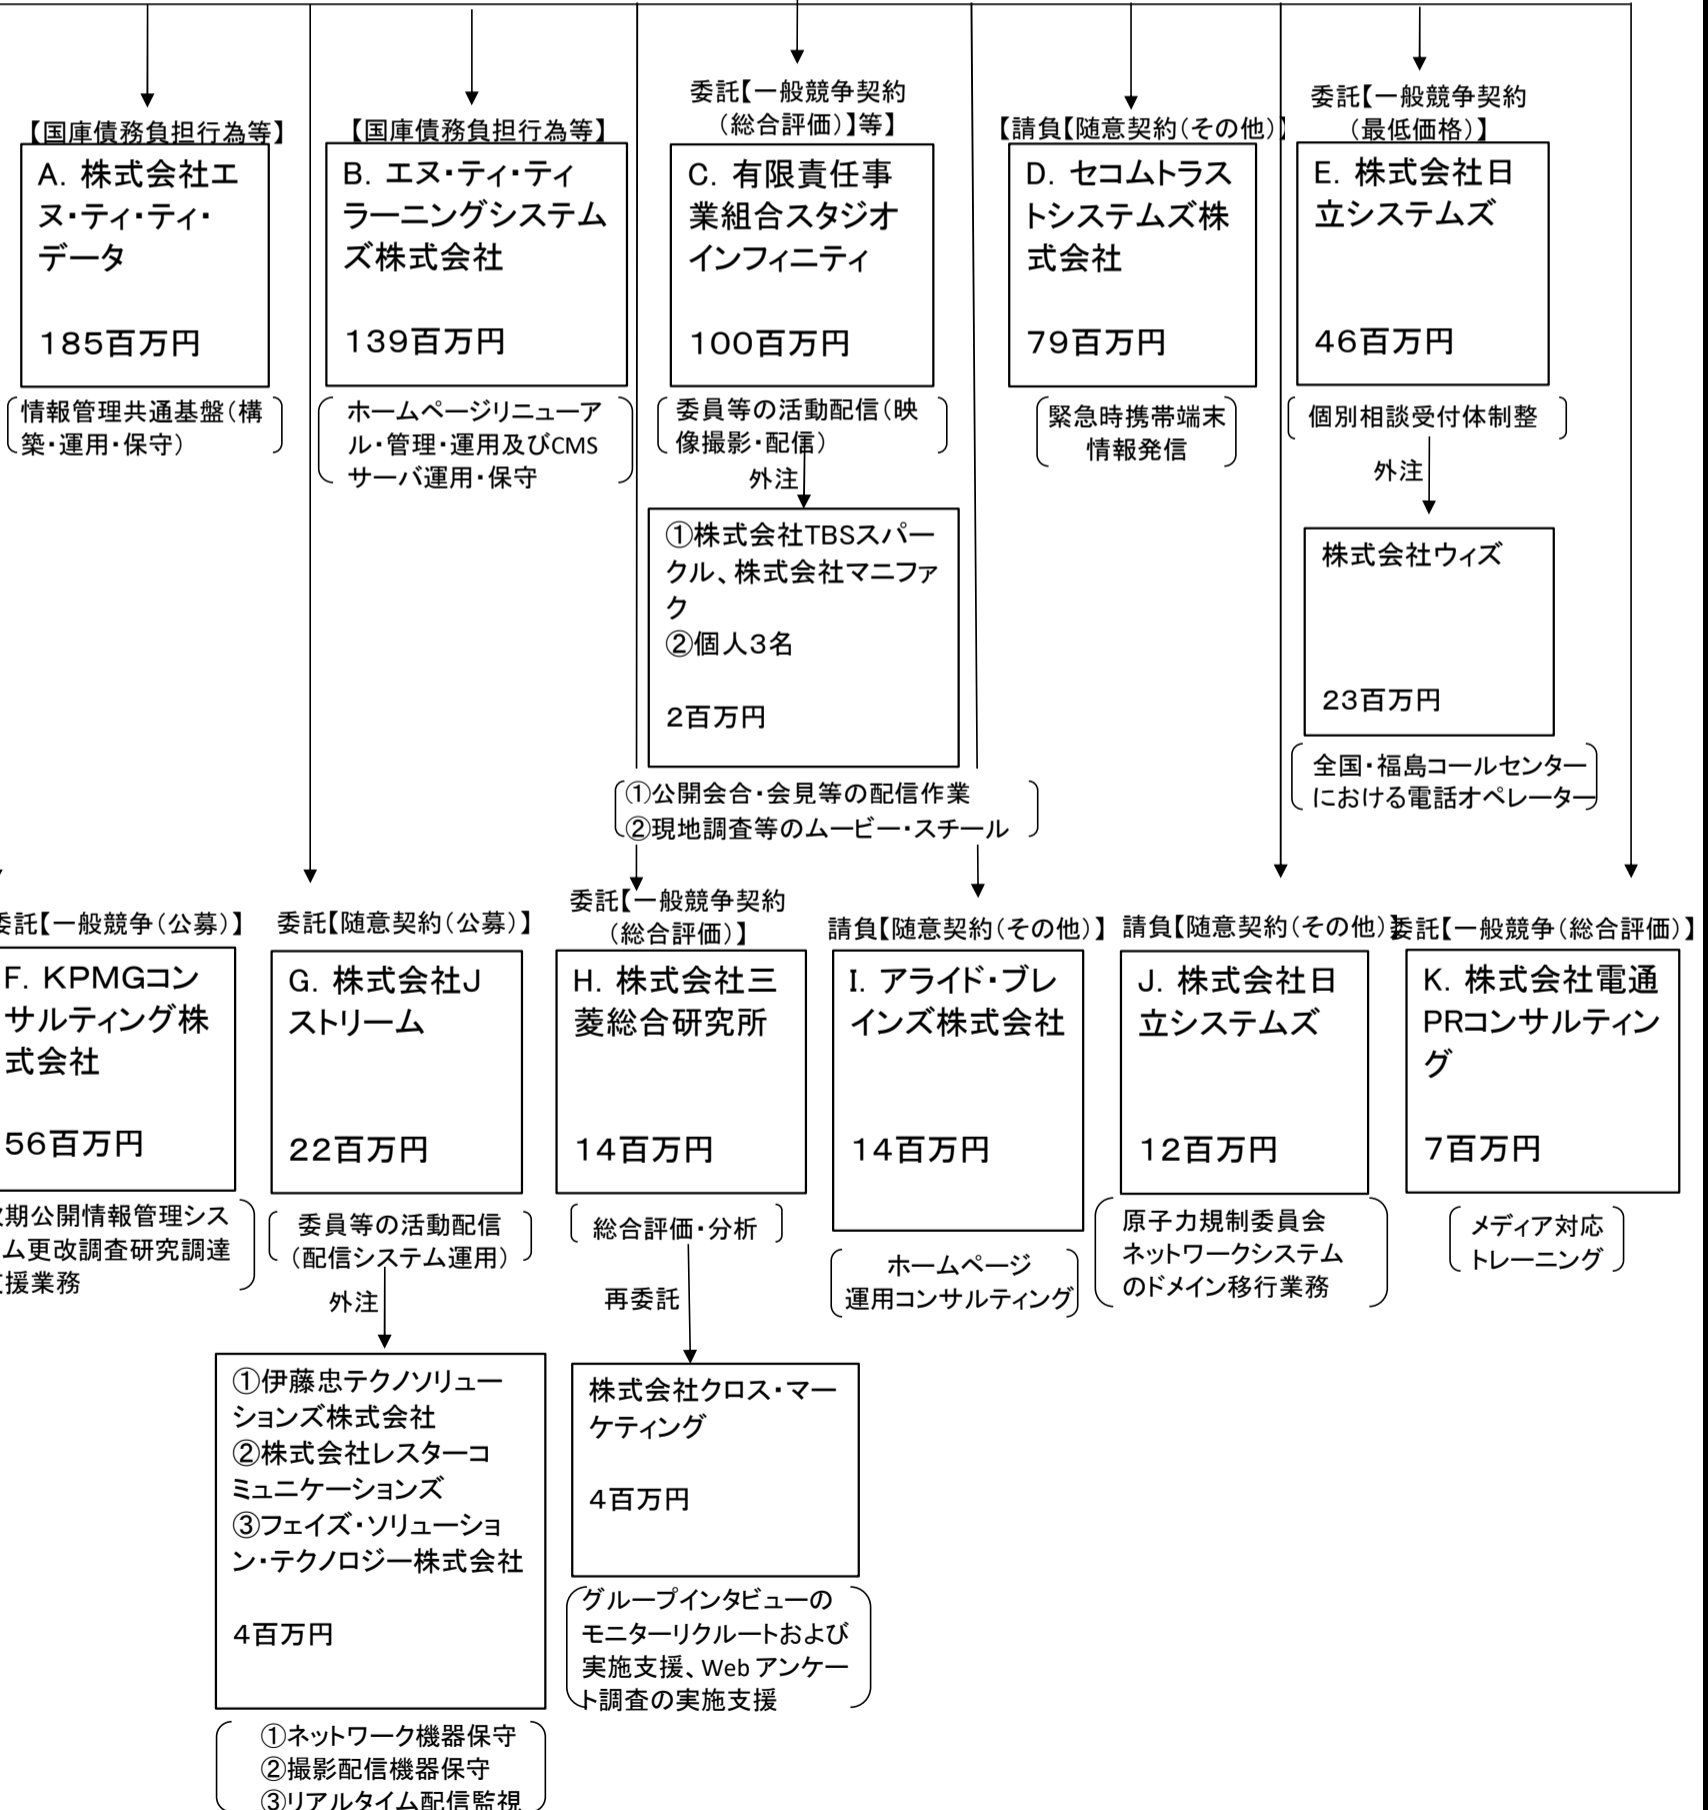 【国庫債務負担行為等】
A. 株式会社エ
ヌ・ティ・ティ・
データ
185百万円
情報管理共通基盤（構
築・運用・保守）
【国庫債務負担行為等】
B. エヌ・ティ・ティ
ラーニングシステム
ズ株式会社
139百万円
ホームページリニューア
ル・管理・運用及びCMS
サーバ運用・保守
委託【一般競争契約
（総合評価）】等】
C. 有限責任事
業組合スタジオ
インフィニティ
100百万円
委員等の活動配信（映
像撮影・配信）
外注
①株式会社TBSスパー
クル、株式会社マニファ
ク
②個人3名
2百万円
①公開会合・会見等の配信作業
②現地調査等のムービー・スチール
【請負【随意契約（その他）】
D. セコムトラス
トシステムズ株
式会社
79百万円
緊急時携帯端末
情報発信
委託【一般競争契約
（最低価格）】
E. 株式会社日
立システムズ
46百万円
個別相談受付体制整
外注
株式会社ウィズ
23百万円
全国・福島コールセンター
における電話オペレーター
委託【一般競争（公募）】
F. KPMGコン
サルティング株
式会社
56百万円
期公開情報管理シス
ム更改調査研究調達
援業務
委託【随意契約（公募）】
G. 株式会社J
ストリーム
22百万円
委員等の活動配信
（配信システム運用）
外注
①伊藤忠テクノソリュー
ションズ株式会社
②株式会社レスターコ
ミュニケーションズ
③フェイズ・ソリューショ
ン・テクノロジー株式会社
4百万円
①ネットワーク機器保守
②撮影配信機器保守
③リアルタイム配信監視
委託【一般競争契約
（総合評価）】
H. 株式会社三
菱総合研究所
14百万円
総合評価・分析
再委託
株式会社クロス・マー
ケティング
4百万円
グループインタビューの
モニターリクルートおよび
実施支援、Web アンケー
ト調査の実施支援
請負【随意契約（その他）】
I. アライド・ブレ
インズ株式会社
14百万円
ホームページ
運用コンサルティング
請負【随意契約（その他）】
J. 株式会社日
立システムズ
12百万円
原子力規制委員会
ネットワークシステム
のドメイン移行業務
委託【一般競争（総合評価）】
K. 株式会社電通
PRコンサルティン
グ
7百万円
メディア対応
トレーニング